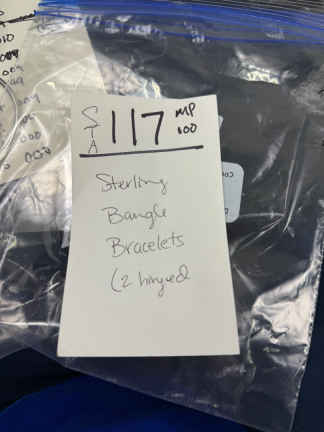 STA 117 MP 100
Sterling
Bangle
Bracelets
(2 hinged